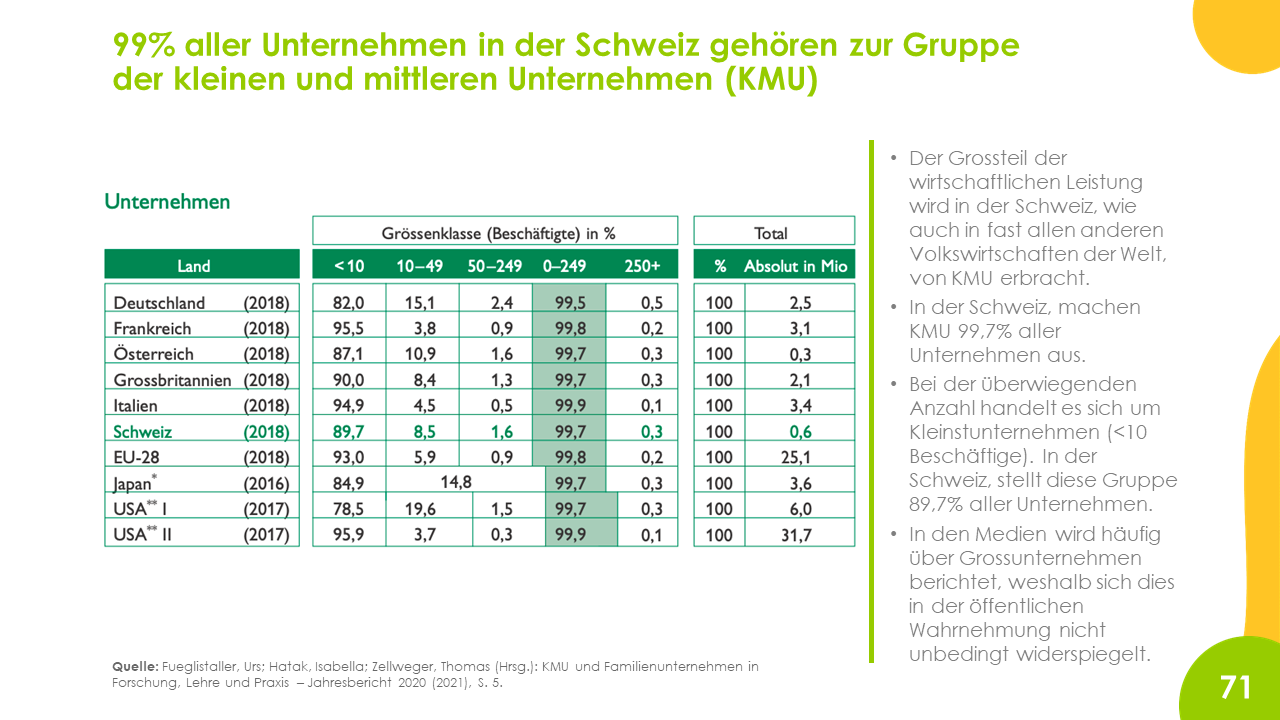 99% aller Unternehmen in der Schweiz gehören zur Gruppe
der kleinen und mittleren Unternehmen (KMU)
Unternehmen
Grössenklasse (Beschäftigte) in % Total
Land <10 10–49 50–249 0–249 250+ % Absolut in Mio
Deutschland (2018) 82,0 15,1 2,4 99,5 0,5 100 2,5
Frankreich (2018) 95,5 3,8 0,9 99,8 0,2 100 3,1
Österreich (2018) 87,1 10,9 1,6 99,7 0,3 100 0,3
Grossbritannien (2018) 90,0 8,4 1,3 99,7 0,3 100 2,1
Italien (2018) 94,9 4,5 0,5 99,9 0,1 100 3,4
Schweiz (2018) 89,7 8,5 1,6 99,7 0,3 100 0,6
EU-28 (2018) 93,0 5,9 0,9 99,8 0,2 100 25,1
Japan* (2016) 84,9 14,8 99,7 0,3 100 3,6
USA** I (2017) 78,5 19,6 1,5 99,7 0,3 100 6,0
USA** II (2017) 95,9 3,7 0,3 99,9 0,1 100 31,7
• Der Grossteil der
wirtschaftlichen Leistung
wird in der Schweiz, wie
auch in fast allen anderen
Volkswirtschaften der Welt,
von KMU erbracht.
• In der Schweiz, machen
KMU 99,7% aller
Unternehmen aus.
• Bei der überwiegenden
Anzahl handelt es sich um
Kleinstunternehmen (<10
Beschäftige). In der
Schweiz, stellt diese Gruppe
89,7% aller Unternehmen.
• In den Medien wird häufig
über Grossunternehmen
berichtet, weshalb sich dies
in der öffentlichen
Wahrnehmung nicht
unbedingt widerspiegelt.
Quelle: Fueglistaller, Urs; Hatak, Isabella; Zellweger, Thomas (Hrsg.): KMU und Familienunternehmen in
Forschung, Lehre und Praxis – Jahresbericht 2020 (2021), S. 5.
71